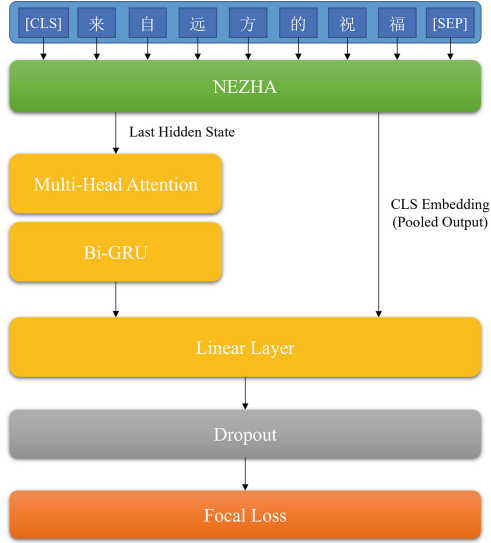 [CLS] 来 自 远 方 的 祝 福 [SEP]
NEZHA
Last Hidden State
Multi-Head Attention
CLS Embedding
(Pooled Output)
Bi-GRU
Linear Layer
Dropout
Focal Loss